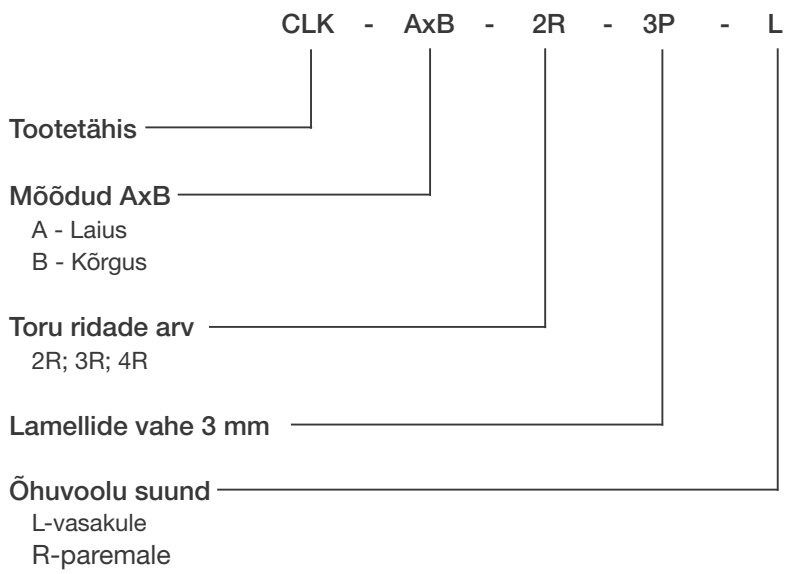 CLK - AxB - 2R - 3P - L
Tootetähis
Mõõdud AxB
A - Laius
B - Kõrgus
Toru ridade arv
2R; 3R; 4R
Lamellide vahe 3 mm
Õhuvoolu suund
L-vasakule
R-paremale